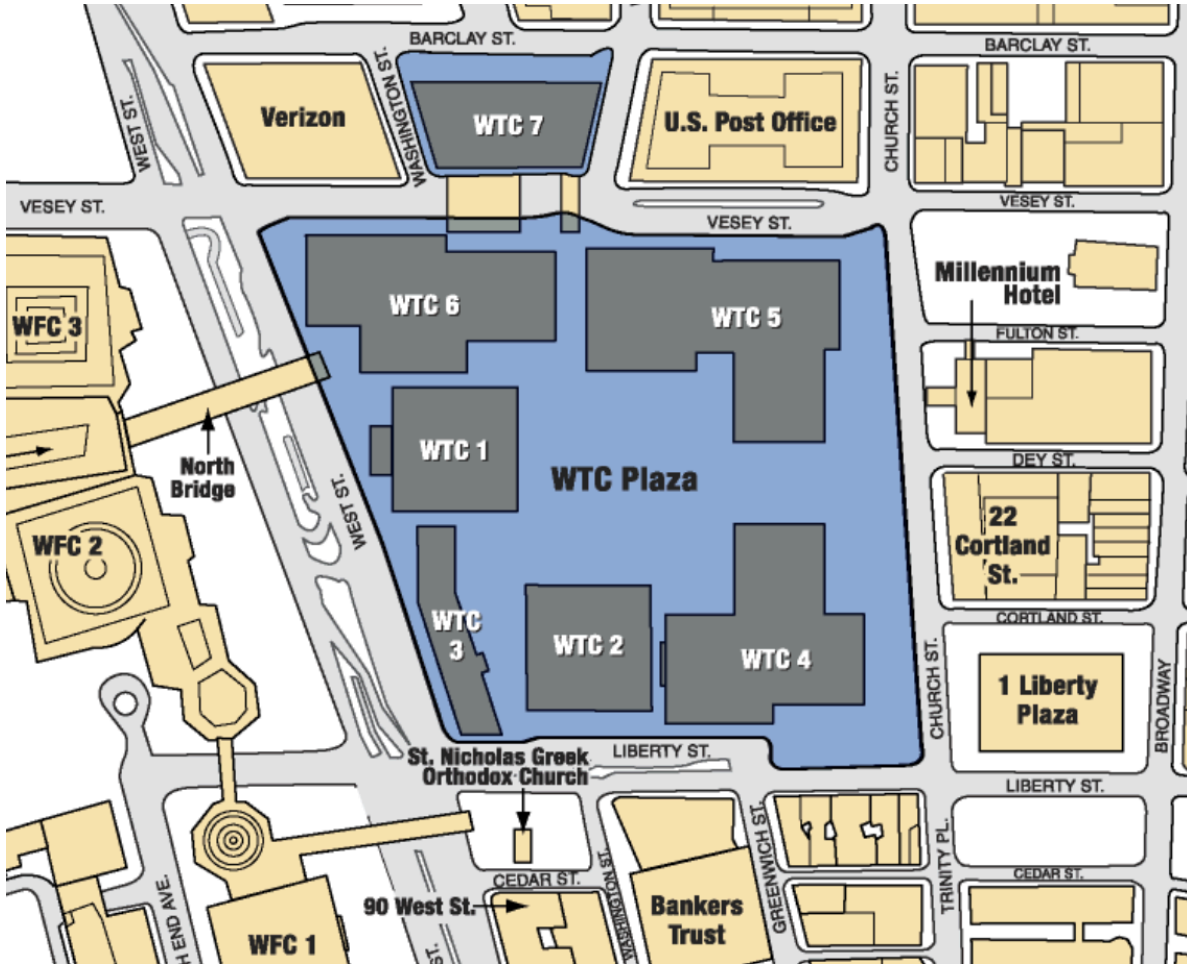 BARCLAY ST.
BARCLAY ST.
WASHINGTON ST.
WEST ST.
Verizon
WTC 7
U.S. Post Office
CHURCH ST.
VESEY ST.
VESEY ST.
VESEY ST.
Millennium
Hotel
WFC 3
WTC 6
WTC 5
FULTON ST.
WTC 1
North
Bridge
WTC Plaza
DEY ST.
WEST ST.
WFC 2
22
Cortland
St.
WTC
3
WTC 2
WTC 4
CORTLAND ST.
CHURCH ST.
1 Liberty
Plaza
BROADWAY
LIBERTY ST.
St. Nicholas Greek
Orthodox Church
LIBERTY ST.
GREENWICH ST.
TRINITY PL.
WASHINGTON ST.
CEDAR ST.
CEDAR ST.
90 West St.
Bankers
Trust
H END AVE.
WFC 1
ST.